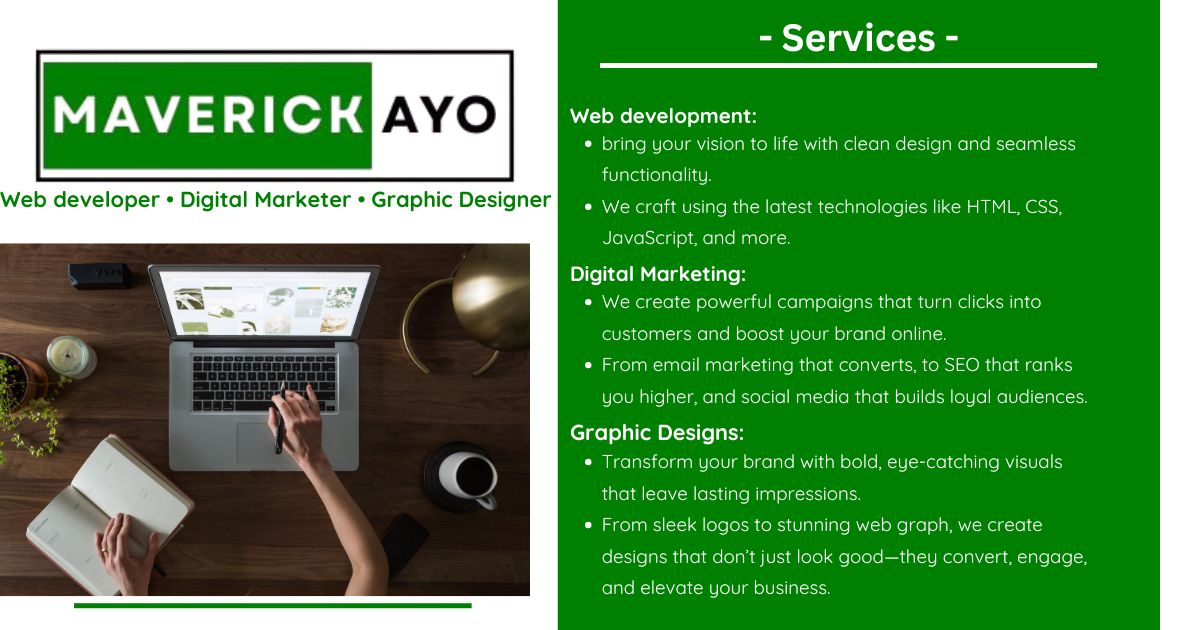 MAVERICK AYO
Web developer • Digital Marketer • Graphic Designer
- Services -
Web development:
• bring your vision to life with clean design and seamless
functionality.
• We craft using the latest technologies like HTML, CSS,
JavaScript, and more.
Digital Marketing:
• We create powerful campaigns that turn clicks into
customers and boost your brand online.
• From email marketing that converts, to SEO that ranks
you higher, and social media that builds loyal audiences.
Graphic Designs:
• Transform your brand with bold, eye-catching visuals
that leave lasting impressions.
• From sleek logos to stunning web graph, we create
designs that don’t just look good—they convert, engage,
and elevate your business.